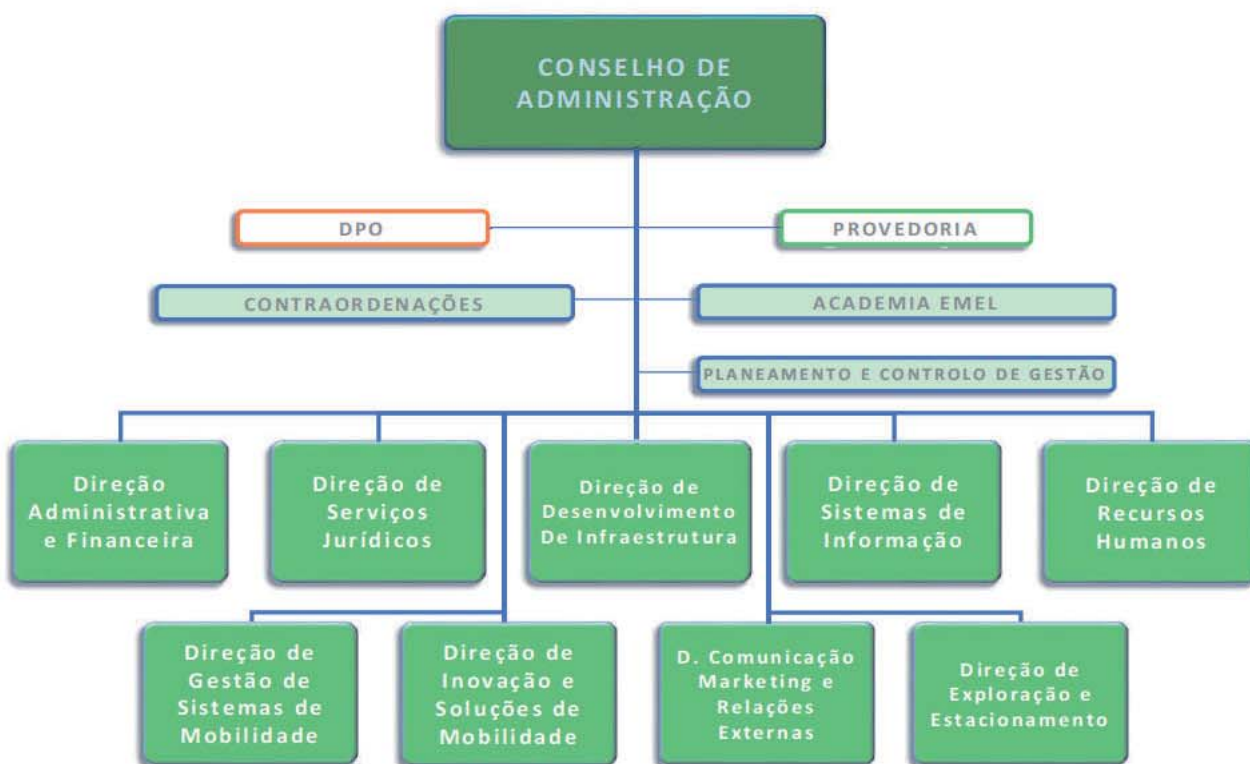 CONSELHO DE
ADMINISTRAÇÃO
DPO
PROVEDORIA
CONTRAORDENAÇÕES
ACADEMIA EMEL
PLANEAMENTO E CONTROLO DE GESTÃO
Direção
Administrativa
e Financeira
Direção de
Serviços
Jurídicos
Direção de
Desenvolvimento
De Infraestrutura
Direção de
Sistemas de
Informação
Direção de
Recursos
Humanos
Direção de
Gestão de
Sistemas de
Mobilidade
Direção de
Inovação e
Soluções de
Mobilidade
D. Comunicação
Marketing e
Relações
Externas
Direção de
Exploração e
Estacionamento